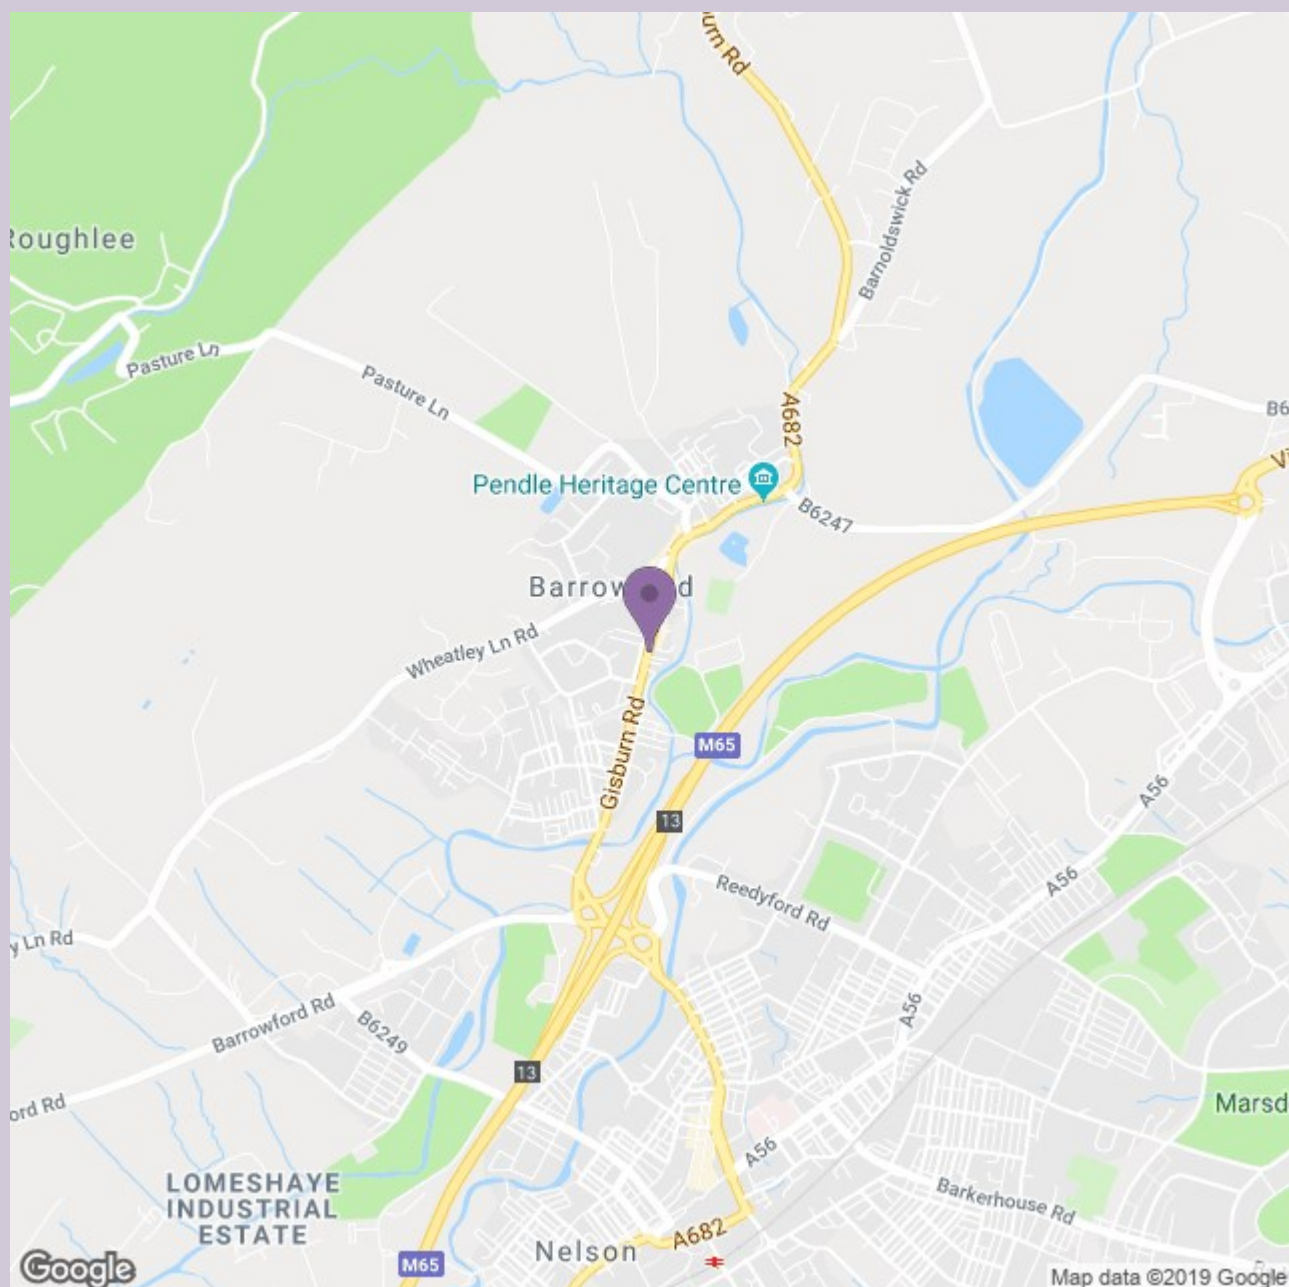 urn Rd
Barnoldswick Rd
Roughlee
Pasture Ln
Pasture Ln
A682
B6
Vi
Pendle Heritage Centre
B6247
Barrow
d
Wheatley Ln Rd
Gisburn Rd
M65
13
A56
A56
Reedyford Rd
y Ln Rd
Barrowford Rd
B6249
A56
13
ord Rd
Marsd
LOMESHAYE
INDUSTRIAL
ESTATE
A56
Barkerhouse Rd
Nelson
A682
M65
Google
Map data ©2019 Google